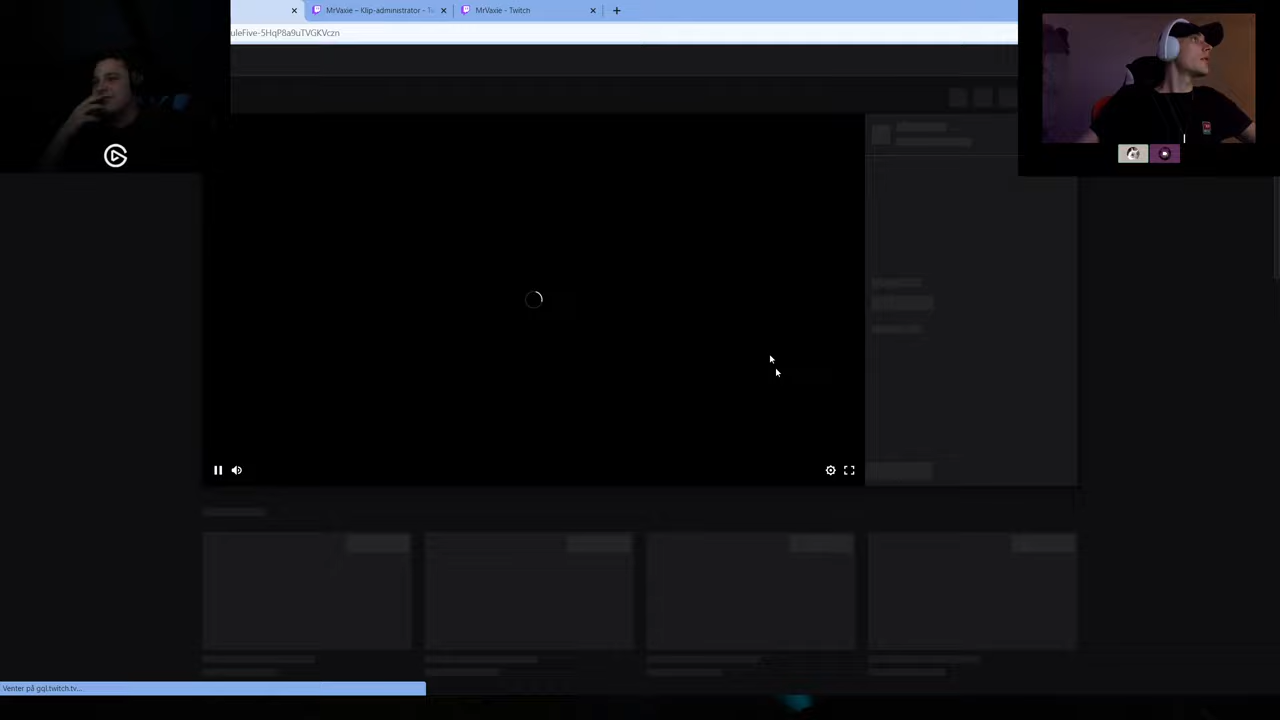 MrVaxie – Klip-administrator - Tw
MrVaxie - Twitch
uleFive-5HqP8a9uTVGKVczn
Venter på gql.twitch.tv...